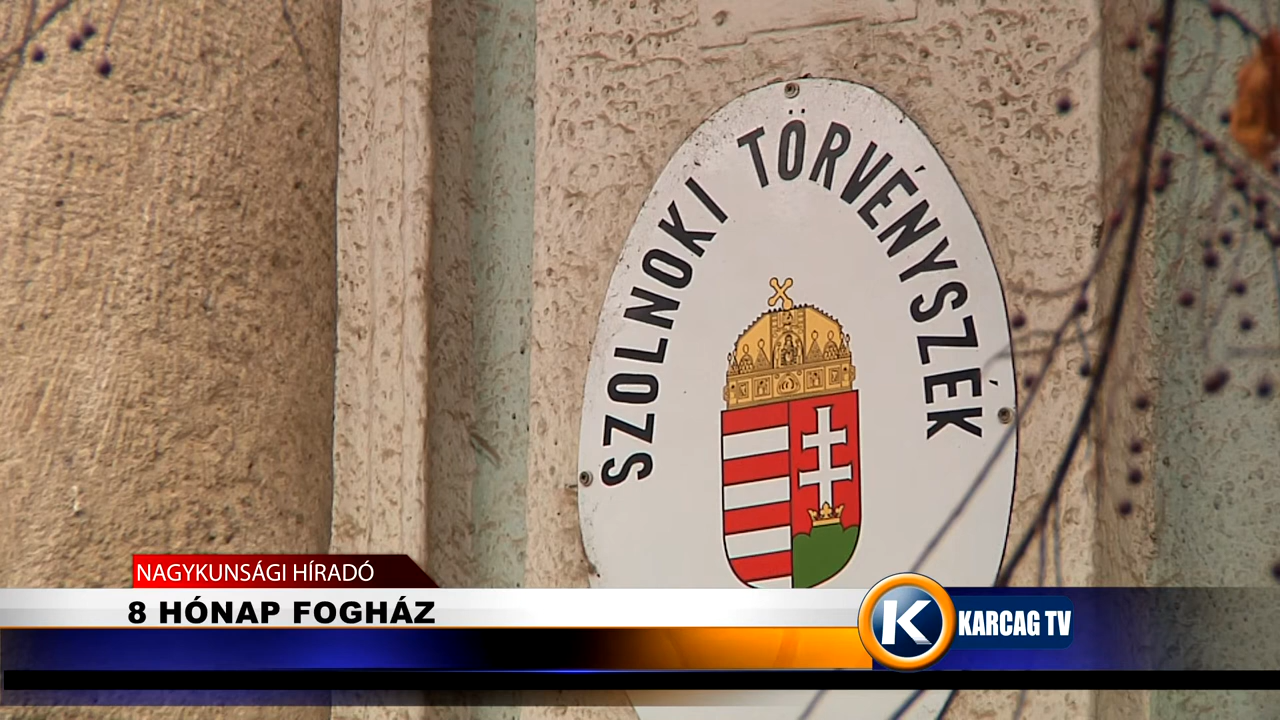 SZOLNOKI TÖRVÉNYSZÉK
NAGYKUNSÁGI HÍRADÓ
8 HÓNAP FOGHÁZ
K KARCAG TV